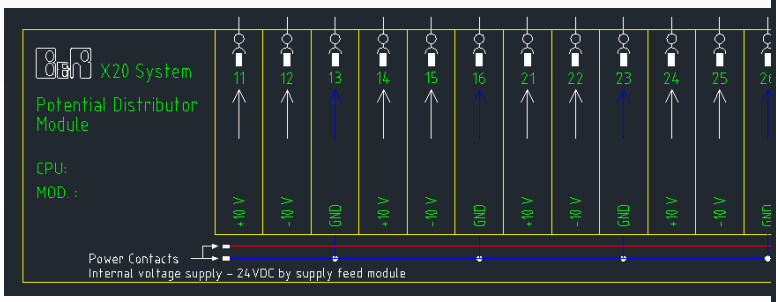 B&R X20 System
Potential Distributor
Module
CPU:
MOD. :
11 12 13 14 15 16 21 22 23 24 25 26
+10 V -10 V GND +10 V -10 V GND +10 V -10 V GND +10 V -10 V GND
Power Contacts
Internal voltage supply - 24VDC by supply feed module